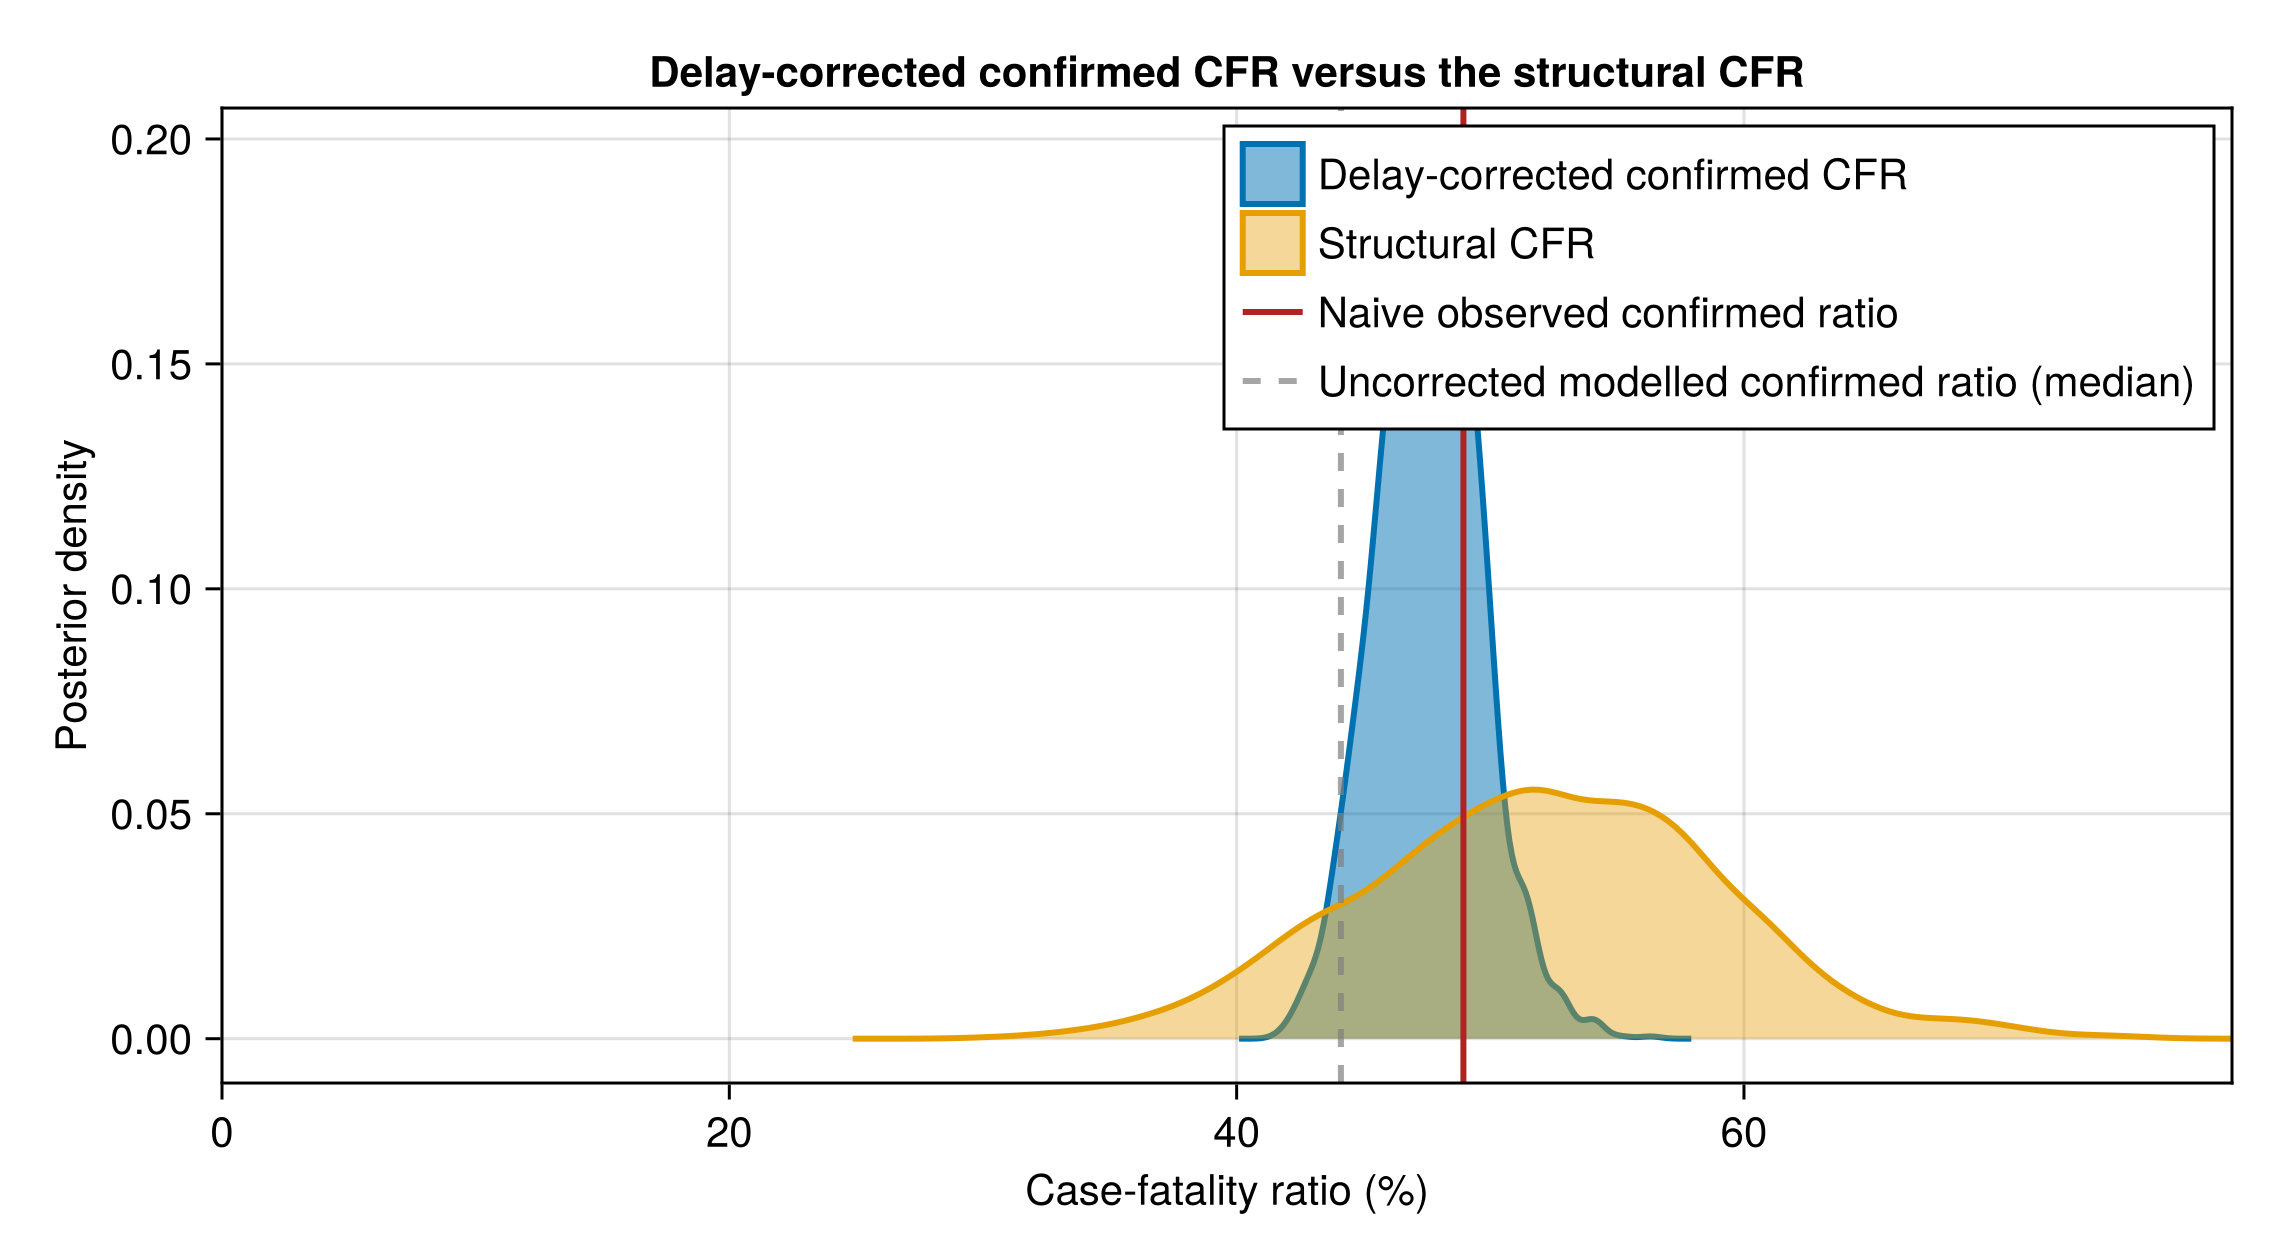 Delay-corrected confirmed CFR versus the structural CFR
0.20
0.15
0.10
0.05
0.00
Posterior density
Delay-corrected confirmed CFR
Structural CFR
Naive observed confirmed ratio
Uncorrected modelled confirmed ratio (median)
0 20 40 60
Case-fatality ratio (%)